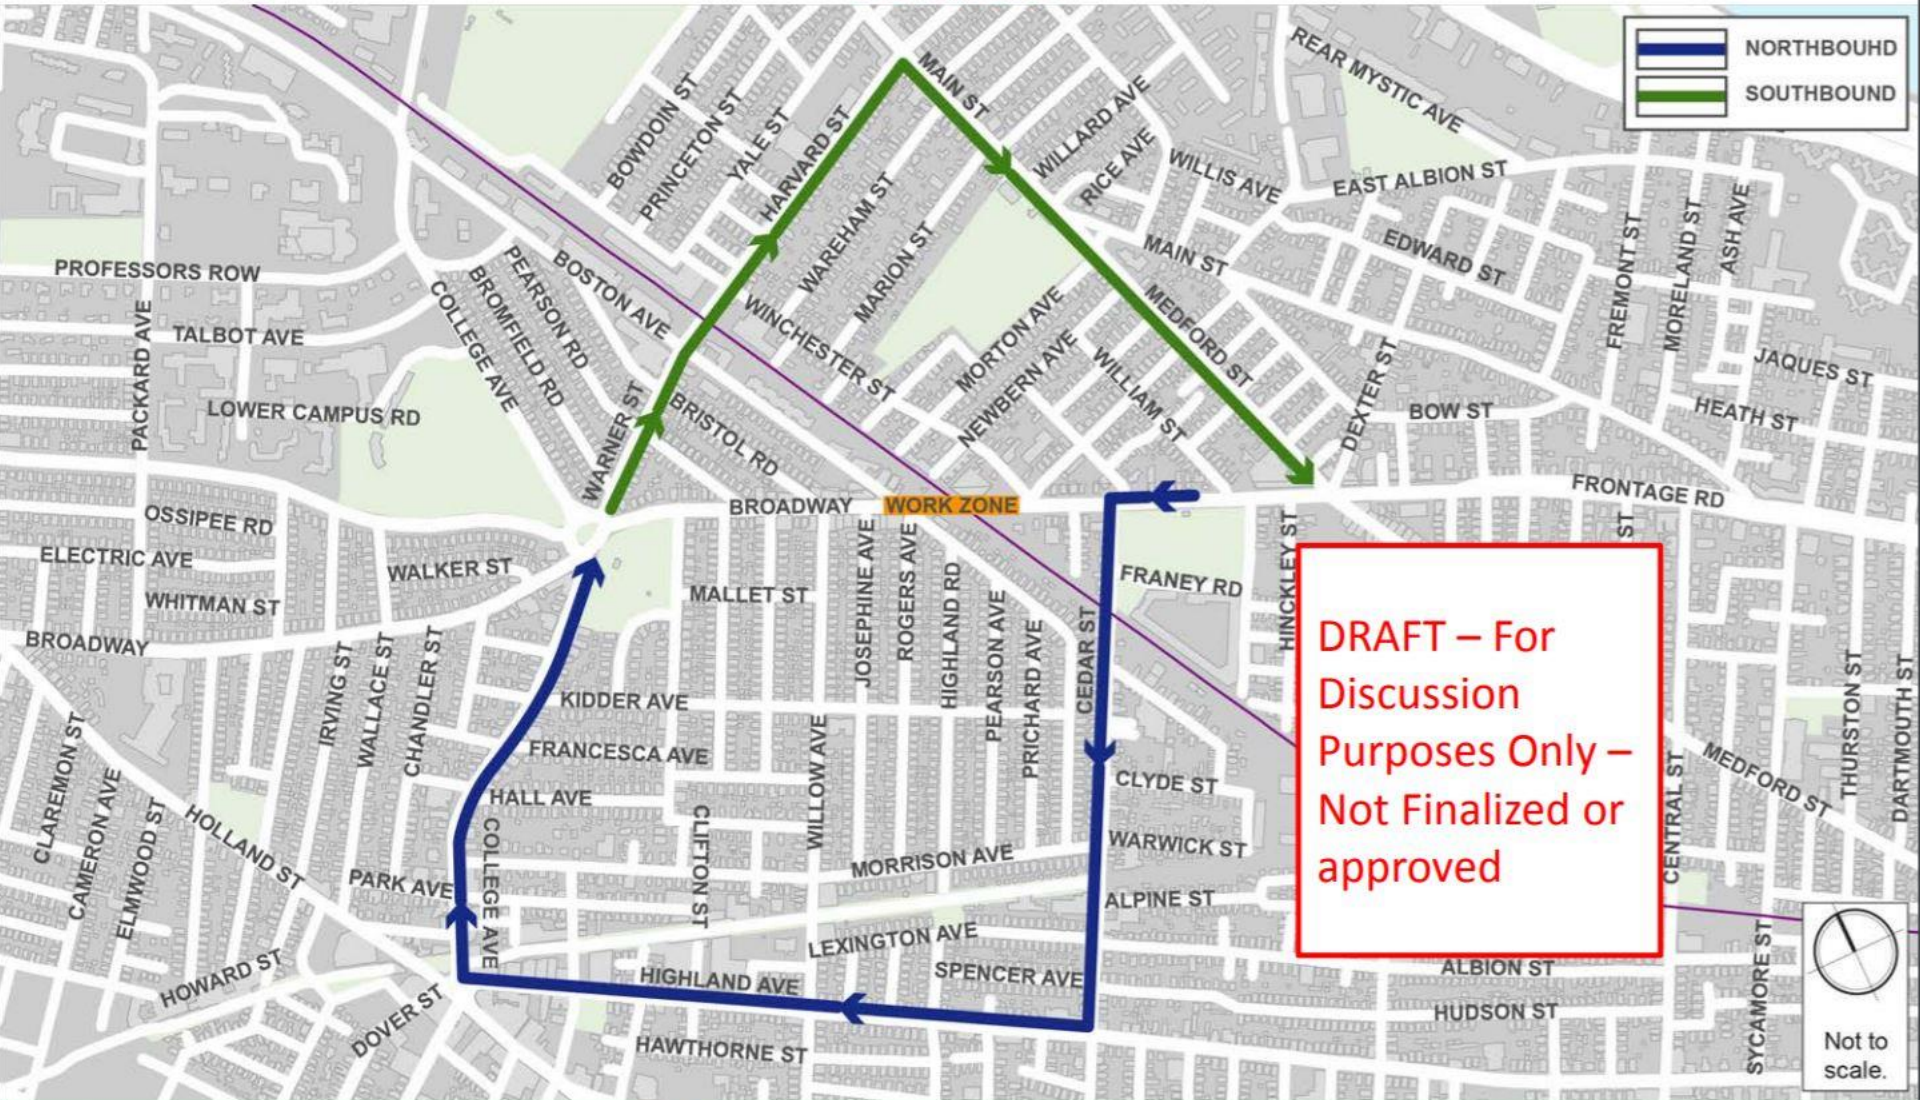 NORTHBOUHD
SOUTHBOUND
REAR MYSTIC AVE
MAIN ST
BOWDOIN ST
PRINCETON ST
YALE ST
HARVARD ST
WILLARD AVE
RICE AVE
WILLIS AVE
EAST ALBION ST
WAREHAM ST
MARION ST
MAIN ST
EDWARD ST
FREMONT ST
MORELAND ST
ASH AVE
PROFESSORS ROW
PACKARD AVE
TALBOT AVE
COLLEGE AVE
BROMFIELD RD
PEARSON RD
BOSTON AVE
WINCHESTER ST
MORTON AVE
NEWBERN AVE
WILLIAM ST
MEDFORD ST
DEXTER ST
BOW ST
JAQUES ST
HEATH ST
LOWER CAMPUS RD
WARNER ST
BRISTOL RD
BROADWAY
WORK ZONE
FRONTAGE RD
OSSIPEE RD
ELECTRIC AVE
WHITMAN ST
WALKER ST
BROADWAY
MALLET ST
JOSEPHINE AVE
ROGERS AVE
HIGHLAND RD
PEARSON AVE
PRICHARD AVE
CEDAR ST
FRANEY RD
HINCKLEY ST
ST
DRAFT – For
Discussion
Purposes Only –
Not Finalized or
approved
IRVING ST
WALLACE ST
CHANDLER ST
KIDDER AVE
FRANCESCA AVE
HALL AVE
WILLOW AVE
CLYDE ST
WARWICK ST
ALPINE ST
CENTRAL ST
MEDFORD ST
THURSTON ST
DARTMOUTH ST
CLAREMON ST
CAMERON AVE
ELMWOOD ST
HOLLAND ST
PARK AVE
COLLEGE AVE
CLIFTON ST
MORRISON AVE
LEXINGTON AVE
SPENCER AVE
HIGHLAND AVE
ALBION ST
HUDSON ST
SYCAMORE ST
HOWARD ST
DOVER ST
HAWTHORNE ST
Not to
scale.